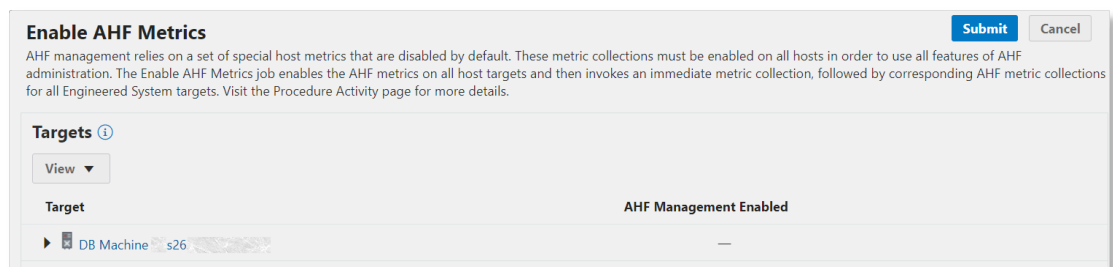 Enable AHF Metrics
Submit
Cancel
AHF management relies on a set of special host metrics that are disabled by default. These metric collections must be enabled on all hosts in order to use all features of AHF
administration. The Enable AHF Metrics job enables the AHF metrics on all host targets and then invokes an immediate metric collection, followed by corresponding AHF metric collections
for all Engineered System targets. Visit the Procedure Activity page for more details.
Targets
View
Target AHF Management Enabled
DB Machine s26 —